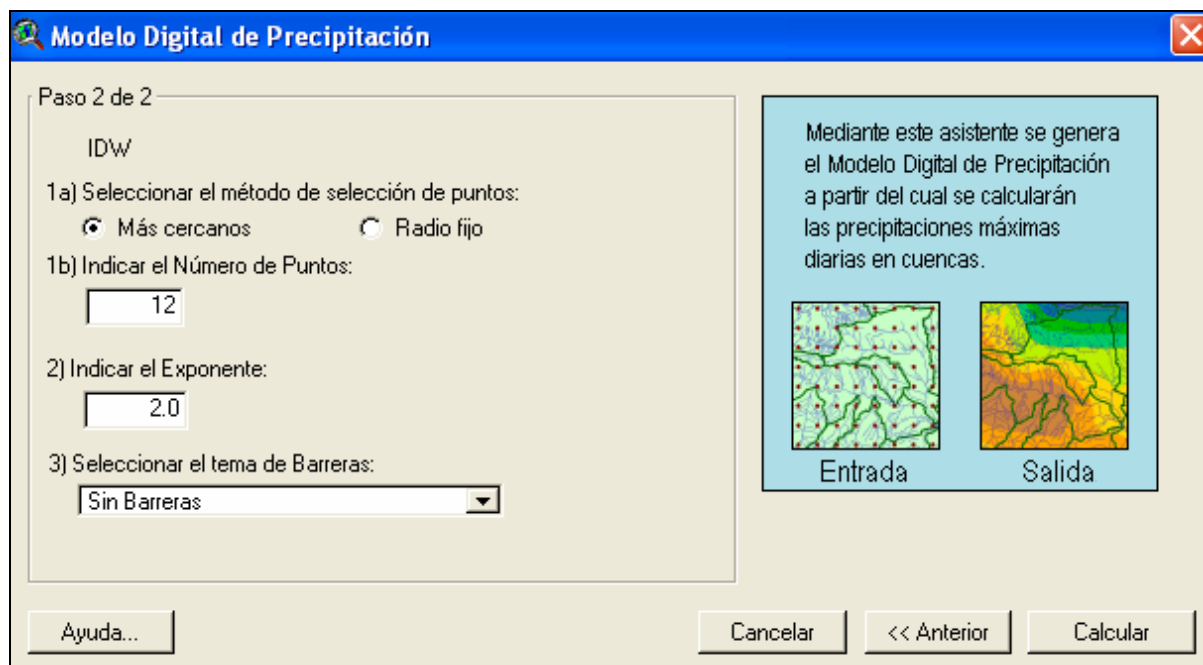 Modelo Digital de Precipitación
Paso 2 de 2
IDW
1a) Seleccionar el método de selección de puntos:
Más cercanos Radio fijo
1b) Indicar el Número de Puntos:
12
2) Indicar el Exponente:
2.0
3) Seleccionar el tema de Barreras:
Sin Barreras
Mediante este asistente se genera
el Modelo Digital de Precipitación
a partir del cual se calcularán
las precipitaciones máximas
diarias en cuencas.
Entrada Salida
Ayuda... Cancelar << Anterior Calcular